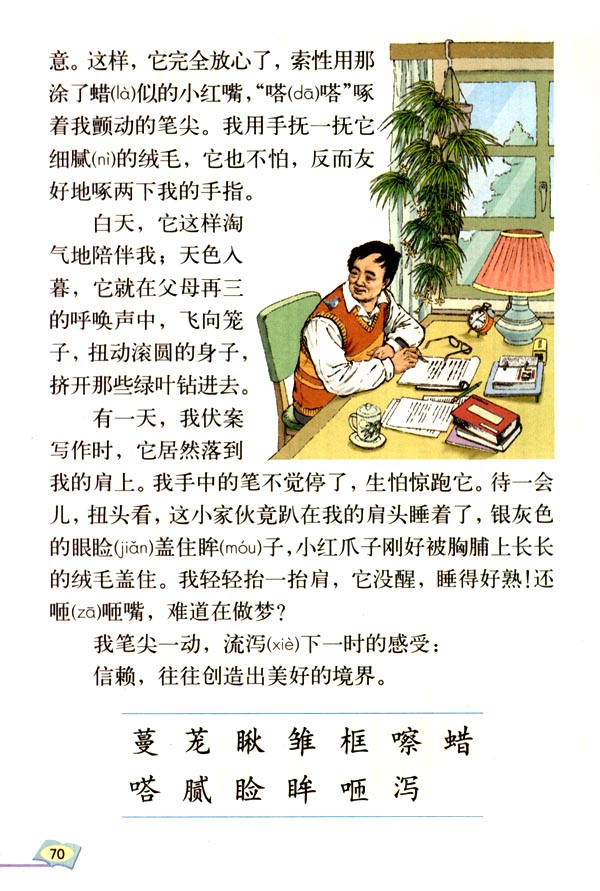 意。这样，它完全放心了，索性用那
涂了蜡(là)似的小红嘴，“嗒(dā)嗒”啄
着我颤动的笔尖。我用手抚一抚它
细腻(nì)的绒毛，它也不怕，反而友
好地啄两下我的手指。
白天，它这样淘
气地陪伴我；天色入
暮，它就在父母再三
的呼唤声中，飞向笼
子，扭动滚圆的身子，
挤开那些绿叶钻进去。
有一天，我伏案
写作时，它居然落到
我的肩上。我手中的笔不觉停了，生怕惊跑它。待一会
儿，扭头看，这小家伙竟趴在我的肩头睡着了，银灰色
的眼睑(jiǎn)盖住眸(móu)子，小红爪子刚好被胸脯上长长
的绒毛盖住。我轻轻抬一抬肩，它没醒，睡得好熟！还
咂(zā)咂嘴，难道在做梦？
我笔尖一动，流泻(xiè)下一时的感受：
信赖，往往创造出美好的境界。
蔓 茏 瞅 雏 框 嚓 蜡
嗒 腻 睑 眸 咂 泻
70